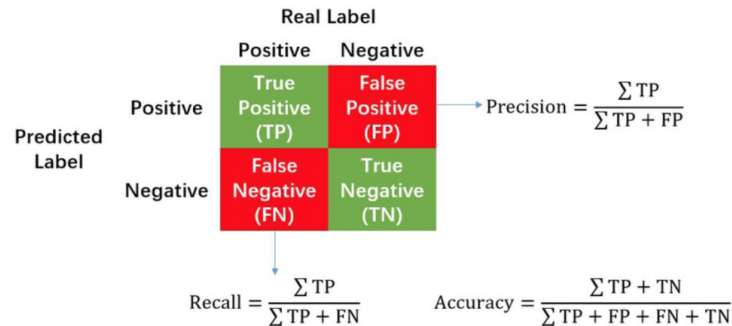 Real Label
Positive Negative
Predicted Label
Positive
True Positive (TP)
False Positive (FP)
Precision = ∑ TP / ∑ TP + FP
Negative
False Negative (FN)
True Negative (TN)
Recall = ∑ TP / ∑ TP + FN
Accuracy = ∑ TP + TN / ∑ TP + FP + FN + TN